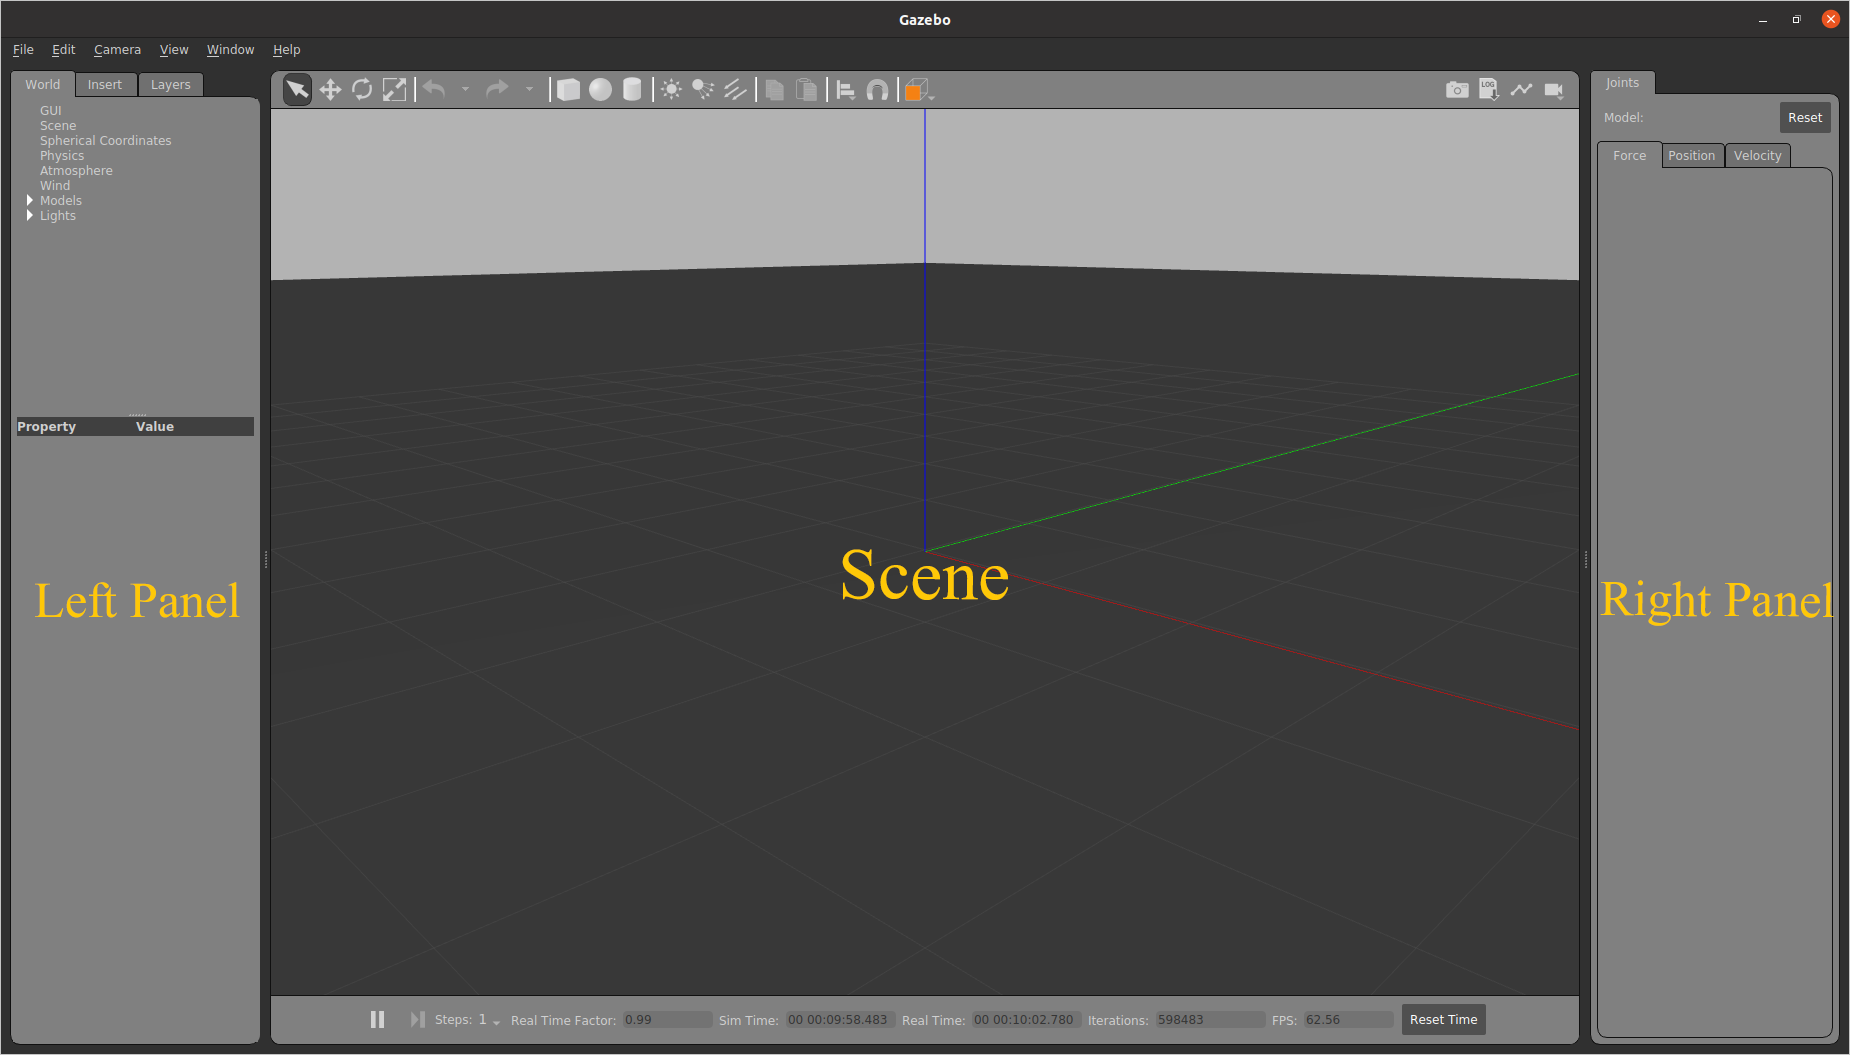 Gazebo
File Edit Camera View Window Help
World Insert Layers
GUI
Scene
Spherical Coordinates
Physics
Atmosphere
Wind
Models
Lights
Property Value
Left Panel
LOG
Scene
Steps: 1 Real Time Factor: 0.99 Sim Time: 00 00:09:58.483 Real Time: 00 00:10:02.780 Iterations: 598483 FPS: 62.56 Reset Time
Joints
Model: Reset
Force Position Velocity
Right Panel